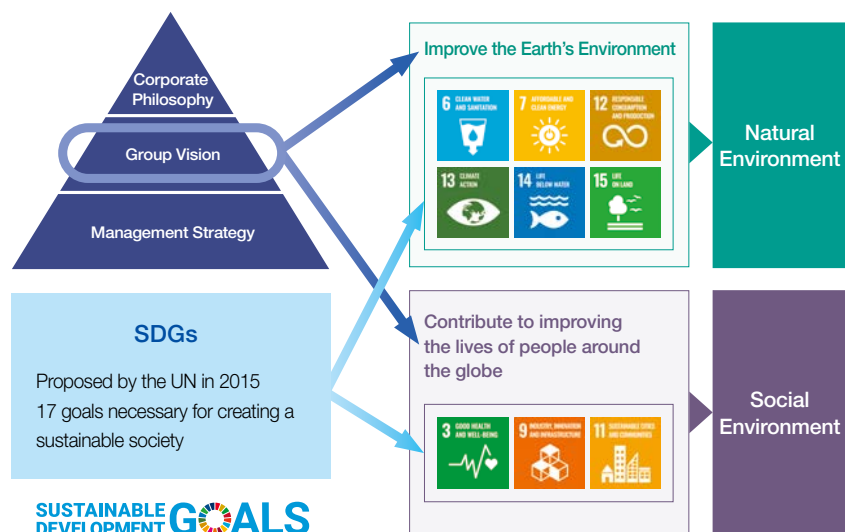 Corporate
Philosophy
Group Vision
Management Strategy
SDGs
Proposed by the UN in 2015
17 goals necessary for creating a
sustainable society
SUSTAINABLE
DEVELOPMENT
GOALS
Improve the Earth's Environment
6 CLEAN WATER
AND SANITATION
7 AFFORDABLE AND
CLEAN ENERGY
12 RESPONSIBLE
CONSUMPTION
AND PRODUCTION
13 CLIMATE
ACTION
14 LIFE
BELOW WATER
15 LIFE
ON LAND
Natural
Environment
Contribute to improving
the lives of people around
the globe
3 GOOD HEALTH
AND WELL-BEING
9 INDUSTRY, INNOVATION
AND INFRASTRUCTURE
11 SUSTAINABLE CITIES
AND COMMUNITIES
Social
Environment